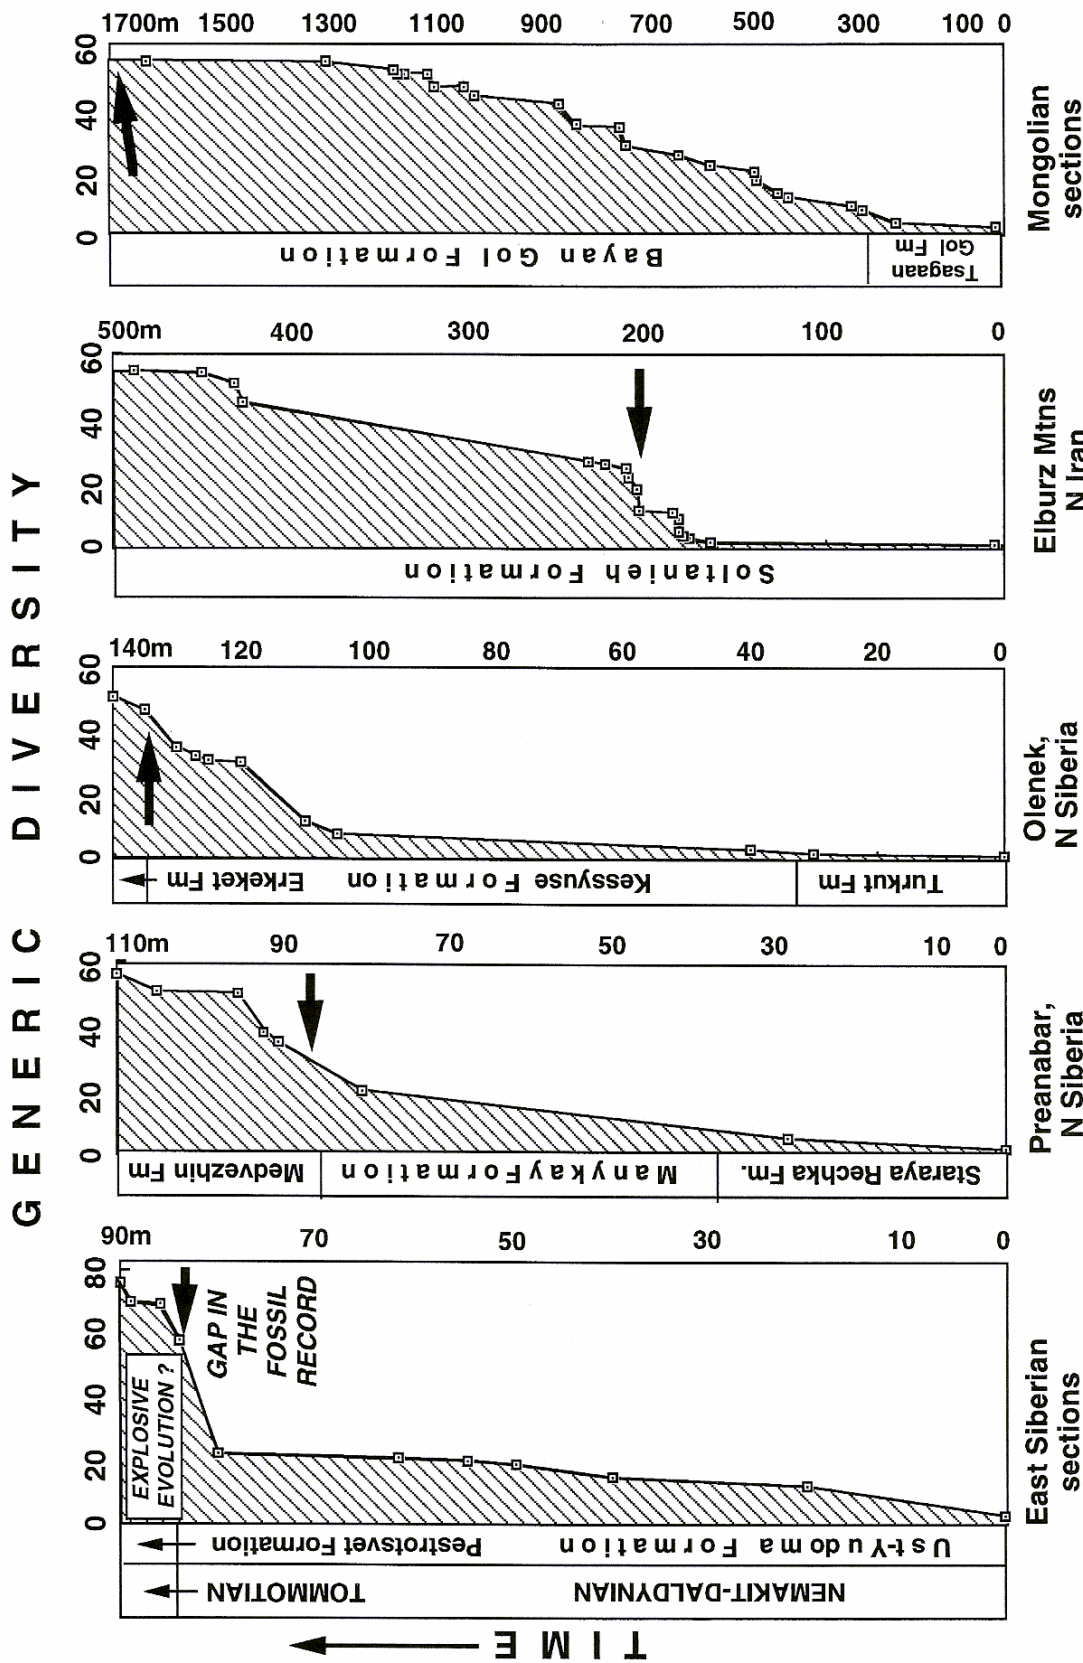 GENERIC DIVERSITY
1700m 1500 1300 1100 900 700 500 300 100 0
60
40
20
0
Bayan Gol Formation
Tsagaan
Gol Fm
Mongolian
sections
500m 400 300 200 100 0
60
40
20
0
Soltanieh Formation
Elburz Mtns
N Iran
140m 120 100 80 60 40 20 0
60
40
20
0
Erkeket Fm
Kessyuse Formation
Turkut Fm
Olenek,
N Siberia
110m 90 70 50 30 10 0
60
40
20
0
Medvezhin Fm
Manykay Formation
Staraya Rechka Fm.
Preanabar,
N Siberia
90m 70 50 30 10 0
80
60
40
20
0
EXPLOSIVE
EVOLUTION ?
GAP IN
THE
FOSSIL
RECORD
Pestrotsvet Formation
Ust-Yudoma Formation
TOMMOTIAN
NEMAKIT-DALDYNIAN
East Siberian
sections
TIME